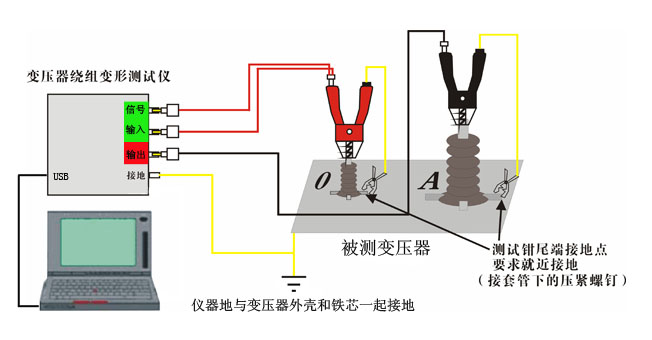 变压器绕组变形测试仪
信号
输入
输出
USB
接地
O
A
被测变压器
测试钳尾端接地点
要求就近接地
(接套管下的压紧螺钉)
仪器地与变压器外壳和铁芯一起接地